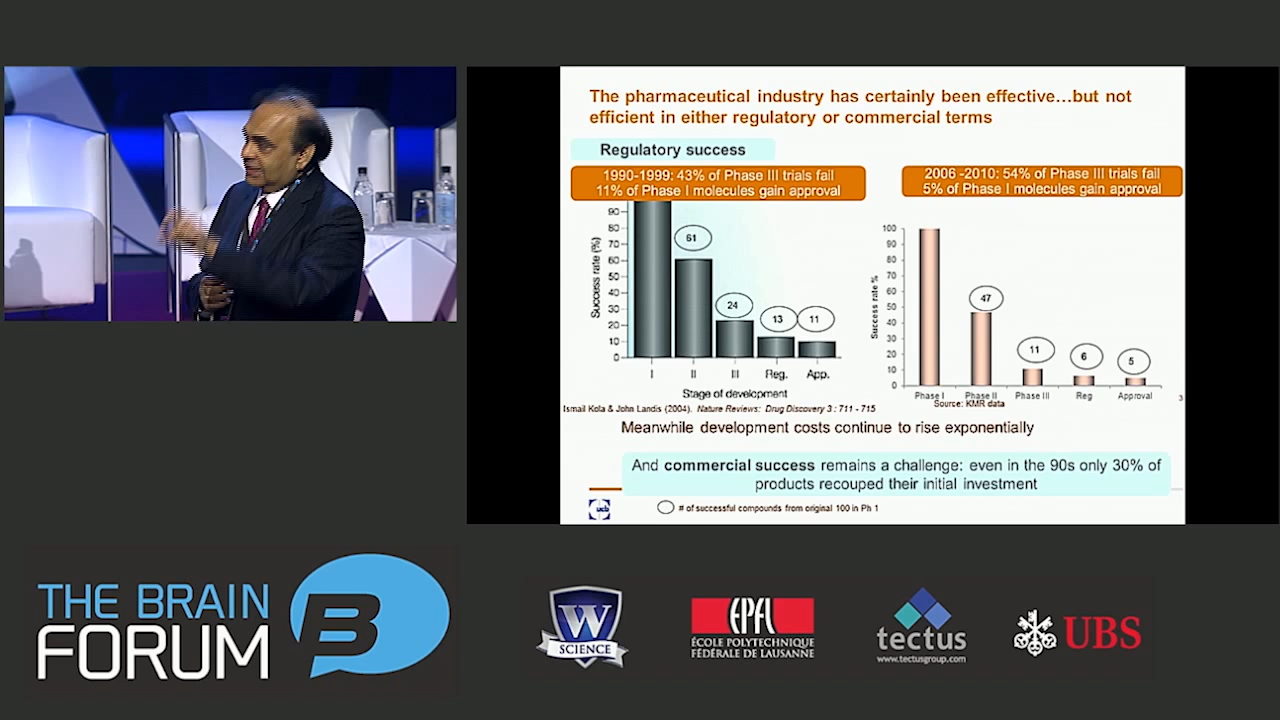 The pharmaceutical industry has certainly been effective…but not
efficient in either regulatory or commercial terms
Regulatory success
1990-1999: 43% of Phase III trials fail
11% of Phase I molecules gain approval
2006 -2010: 54% of Phase III trials fail
5% of Phase I molecules gain approval
Success rate (%)
90
80
70
60
50
40
30
20
10
0
61
24
13
11
I
II
III
Reg.
App.
Stage of development
Success rate %
100
90
80
70
60
50
40
30
20
10
0
47
11
6
5
Phase I
Phase II
Phase III
Reg
Approval
Source: KMR data
3
Ismail Kola & John Landis (2004). Nature Reviews: Drug Discovery 3 : 711 - 715
Meanwhile development costs continue to rise exponentially
And commercial success remains a challenge: even in the 90s only 30% of
products recouped their initial investment
ucb
# of successful compounds from original 100 in Ph 1
THE BRAIN
FORUM
B
W
SCIENCE
EPFL
ÉCOLE POLYTECHNIQUE
FÉDÉRALE DE LAUSANNE
tectus
www.tectusgroup.com
UBS